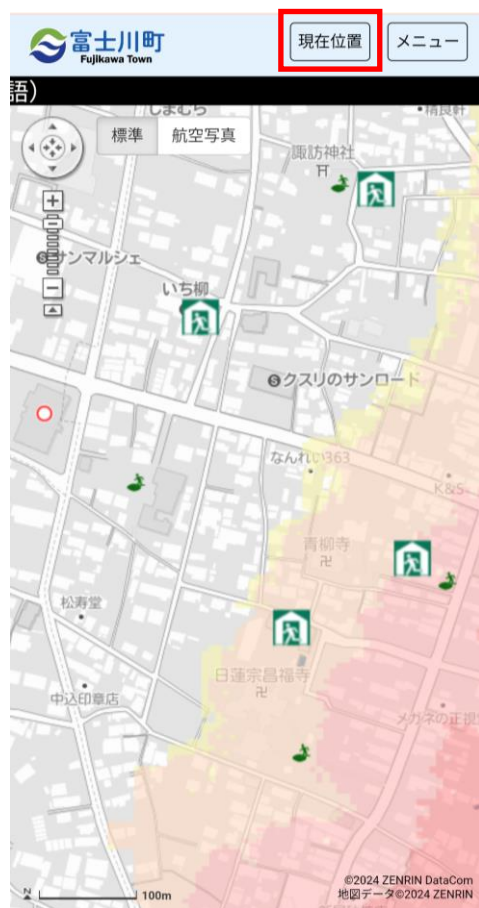 富士川町
Fujikawa Town
現在位置
メニュー
語)
しまむら
標準
航空写真
諏訪神社
サンマルシェ
いち柳
クスリのサンロード
なんれい363
K&S
青柳寺
松寿堂
日蓮宗昌福寺
中込印章店
メガネの正視
©2024 ZENRIN DataCom
100m
地図データ©2024 ZENRIN